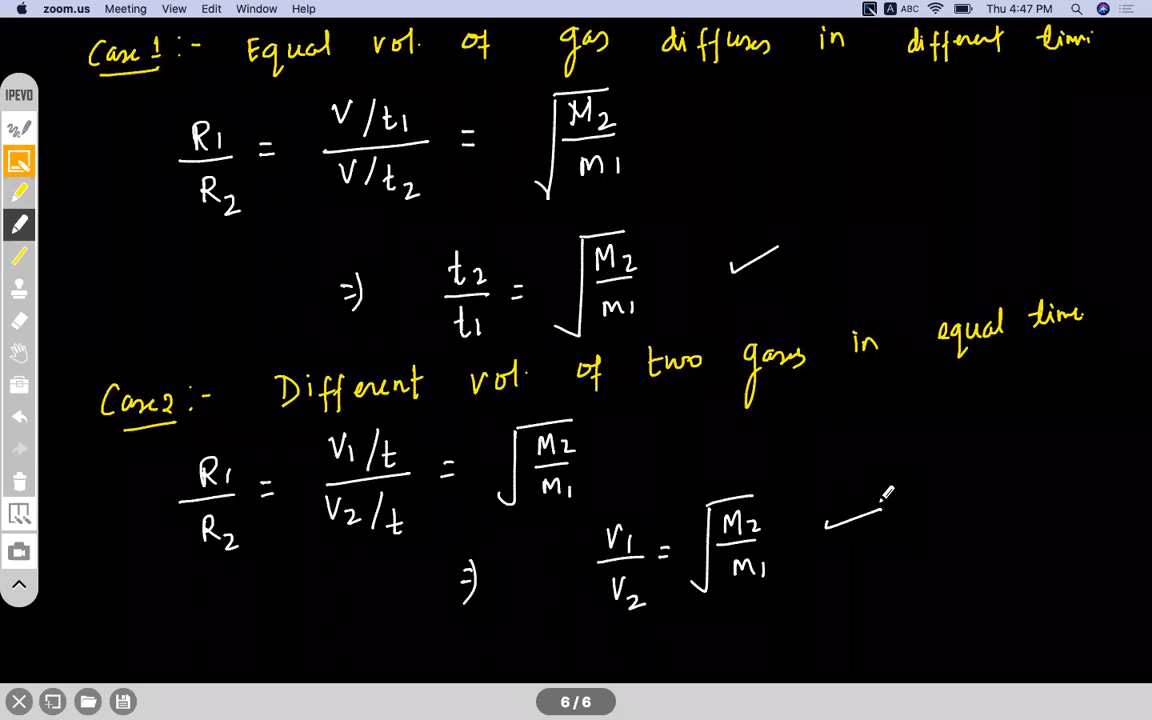 zoom.us Meeting View Edit Window Help ABC Thu 4:47 PM
IPEVO
Case 1 :- Equal vol. of gas diffuses in different
R1/R2 = (V/t1)/(V/t2) = √(M2/M1)
=> t2/t1 = √(M2/M1) ✓
Case 2 :- Different vol. of two gases in equal time
R1/R2 = (V1/t)/(V2/t) = √(M2/M1)
=> V1/V2 = √(M2/M1)
6/6